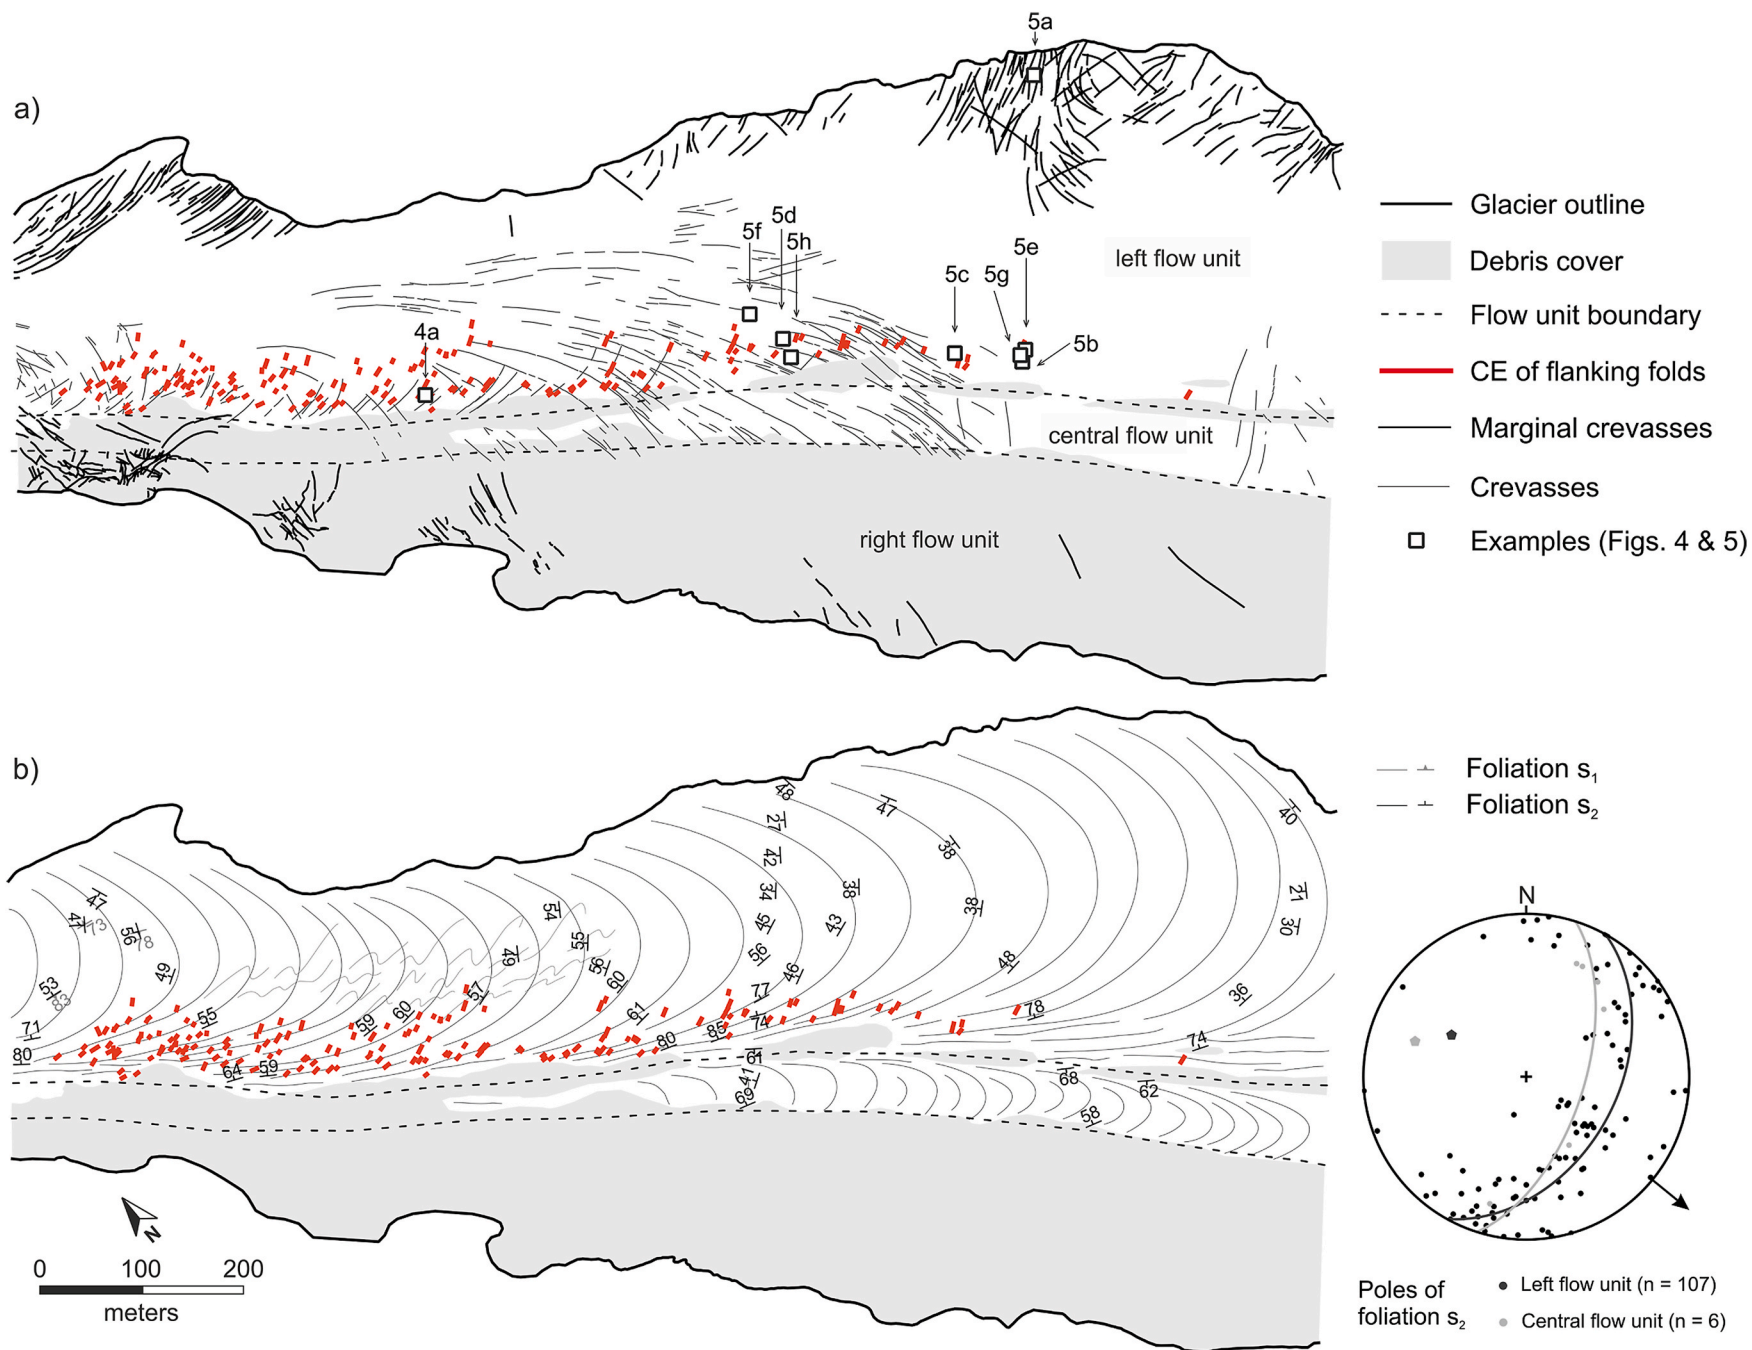 a)
5a
5d
5f
5h
5e
5c
5g
5b
4a
left flow unit
central flow unit
right flow unit
Glacier outline
Debris cover
Flow unit boundary
CE of flanking folds
Marginal crevasses
Crevasses
Examples (Figs. 4 & 5)
b)
48
47
27
42
38
40
34
38
38
21
45
43
30
56
46
48
36
77
78
74
74
85
80
61
61
41
69
68
62
58
47
47
73
56
78
49
53
83
71
80
55
64
59
59
60
57
49
54
55
56
60
Foliation s₁
Foliation s₂
N
N
0 100 200
meters
Poles of
foliation s₂
Left flow unit (n = 107)
Central flow unit (n = 6)